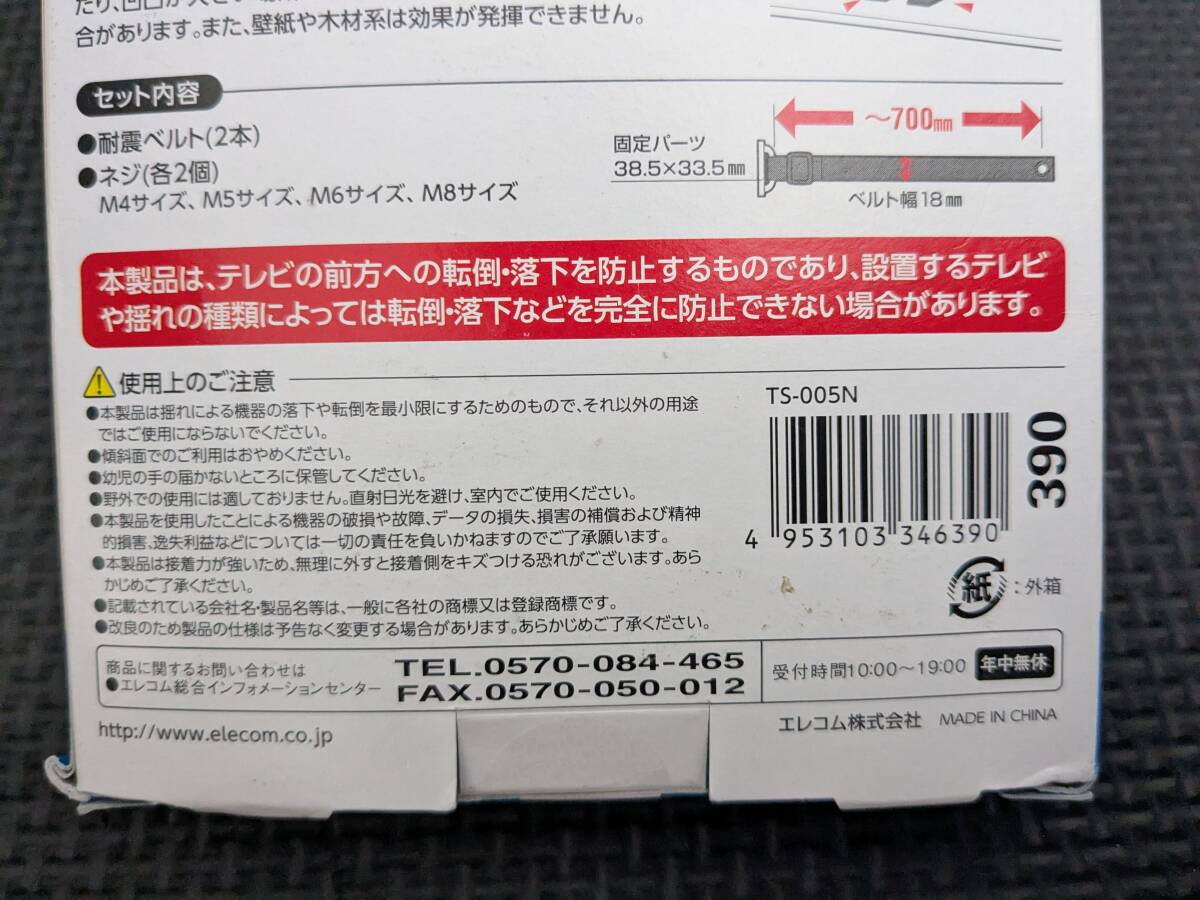 合があります。また、壁紙や木材系は効果が発揮できません。
セット内容
●耐震ベルト(2本)
●ネジ(各2個)
M4サイズ、M5サイズ、M6サイズ、M8サイズ
～700mm
固定パーツ
38.5×33.5mm
ベルト幅18mm
本製品は、テレビの前方への転倒・落下を防止するものであり、設置するテレビ
や揺れの種類によっては転倒・落下などを完全に防止できない場合があります。
使用上のご注意
●本製品は揺れによる機器の落下や転倒を最小限にするためのもので、それ以外の用途
ではご使用にならないでください。
●傾斜面でのご利用はおやめください。
●幼児の手の届かないところに保管してください。
●野外での使用には適しておりません。直射日光を避け、室内でご使用ください。
●本製品を使用したことによる機器の破損や故障、データの損失、損害の補償および精神
的損害、逸失利益などについては一切の責任を負いかねますのでご了承願います。
●本製品は接着力が強いため、無理に外すと接着側をキズつける恐れがございます。あら
かじめご了承ください。
●記載されている会社名・製品名等は、一般に各社の商標又は登録商標です。
●改良のため製品の仕様は予告なく変更する場合があります。あらかじめご了承ください。
TS-005N
390
4 953103 346390
紙 :外箱
商品に関するお問い合わせは
●エレコム総合インフォメーションセンター
TEL.0570-084-465
FAX.0570-050-012
受付時間10:00～19:00 年中無休
http://www.elecom.co.jp
エレコム株式会社 MADE IN CHINA